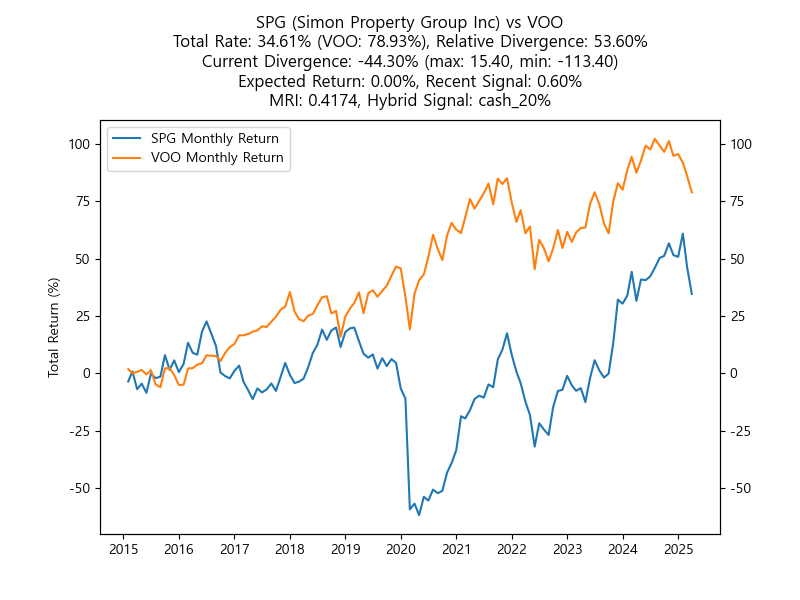 SPG (Simon Property Group Inc) vs VOO
Total Rate: 34.61% (VOO: 78.93%), Relative Divergence: 53.60%
Current Divergence: -44.30% (max: 15.40, min: -113.40)
Expected Return: 0.00%, Recent Signal: 0.60%
MRI: 0.4174, Hybrid Signal: cash_20%
SPG Monthly Return
VOO Monthly Return
Total Return (%)
100
75
50
25
0
-25
-50
100
75
50
25
0
-25
-50
2015 2016 2017 2018 2019 2020 2021 2022 2023 2024 2025